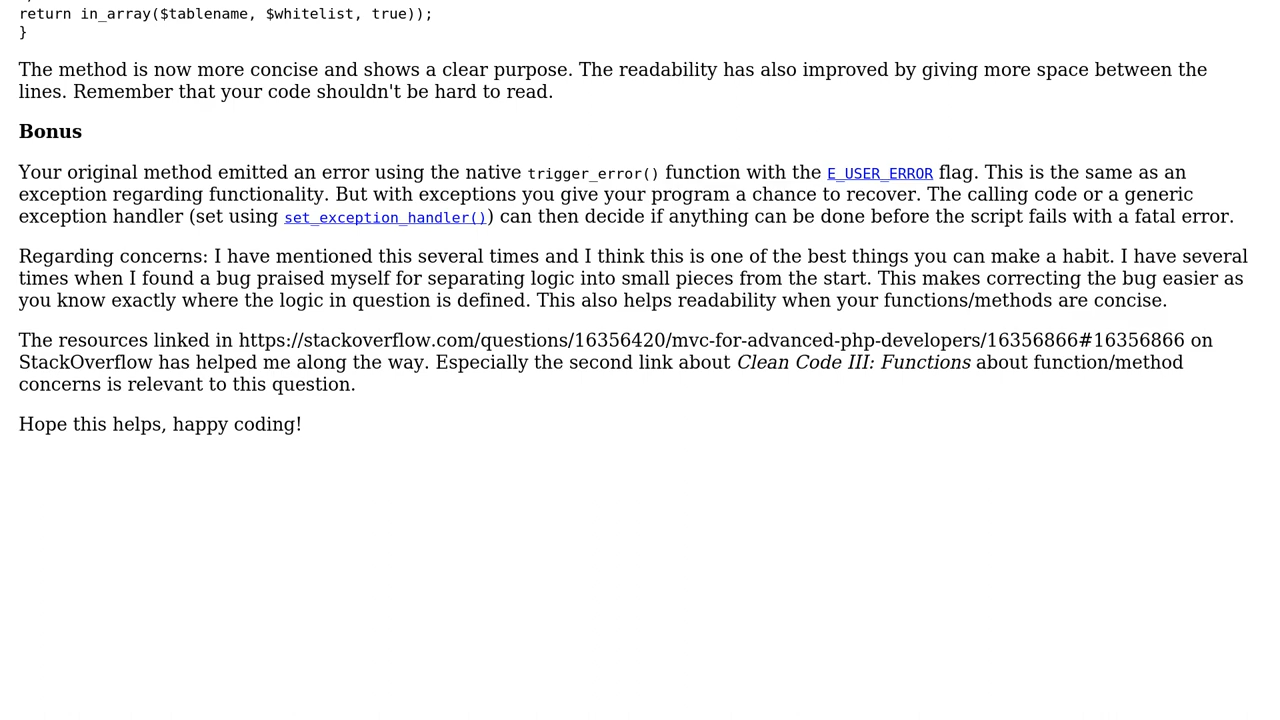 return in_array($tablename, $whitelist, true));
}
The method is now more concise and shows a clear purpose. The readability has also improved by giving more space between the
lines. Remember that your code shouldn't be hard to read.
Bonus
Your original method emitted an error using the native trigger_error() function with the E_USER_ERROR flag. This is the same as an
exception regarding functionality. But with exceptions you give your program a chance to recover. The calling code or a generic
exception handler (set using set_exception_handler()) can then decide if anything can be done before the script fails with a fatal error.
Regarding concerns: I have mentioned this several times and I think this is one of the best things you can make a habit. I have several
times when I found a bug praised myself for separating logic into small pieces from the start. This makes correcting the bug easier as
you know exactly where the logic in question is defined. This also helps readability when your functions/methods are concise.
The resources linked in https://stackoverflow.com/questions/16356420/mvc-for-advanced-php-developers/16356866#16356866 on
StackOverflow has helped me along the way. Especially the second link about Clean Code III: Functions about function/method
concerns is relevant to this question.
Hope this helps, happy coding!